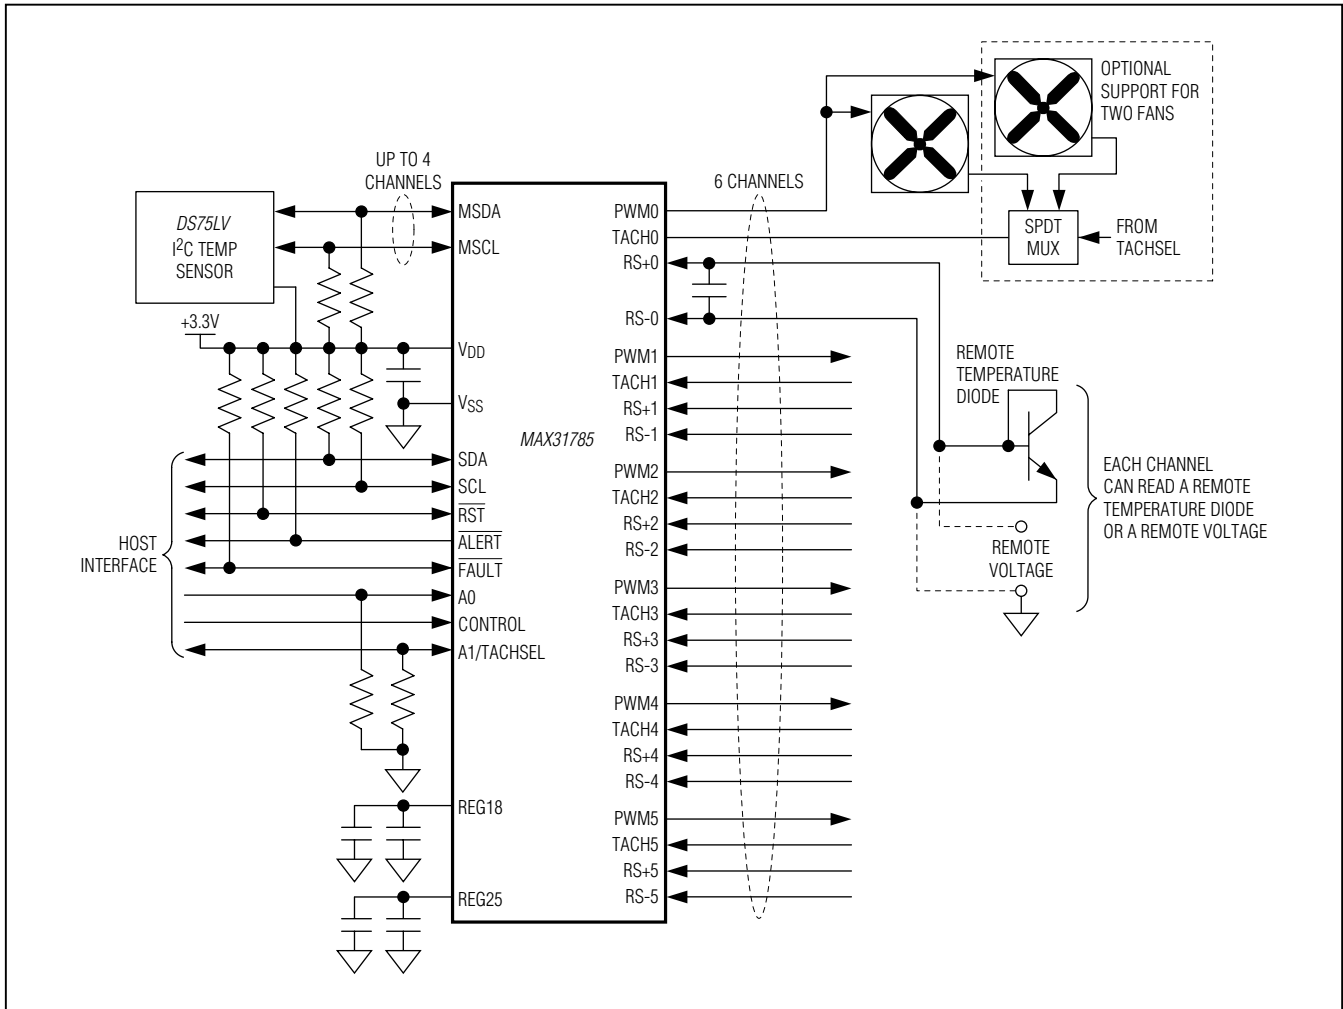 OPTIONAL
SUPPORT FOR
TWO FANS
UP TO 4
CHANNELS
6 CHANNELS
DS75LV
I2C TEMP
SENSOR
MSDA
MSCL
PWM0
TACH0
RS+0
RS-0
SPDT
MUX
FROM
TACHSEL
+3.3V
VDD
VSS
MAX31785
PWM1
TACH1
RS+1
RS-1
REMOTE
TEMPERATURE
DIODE
SDA
SCL
RST
ALERT
FAULT
A0
CONTROL
A1/TACHSEL
HOST
INTERFACE
PWM2
TACH2
RS+2
RS-2
REMOTE
VOLTAGE
EACH CHANNEL
CAN READ A REMOTE
TEMPERATURE DIODE
OR A REMOTE VOLTAGE
PWM3
TACH3
RS+3
RS-3
PWM4
TACH4
RS+4
RS-4
REG18
REG25
PWM5
TACH5
RS+5
RS-5